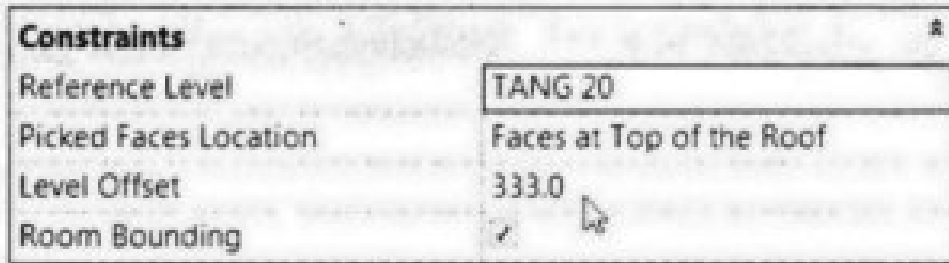 Constraints
Reference Level TANG 20
Picked Faces Location Faces at Top of the Roof
Level Offset 333.0
Room Bounding